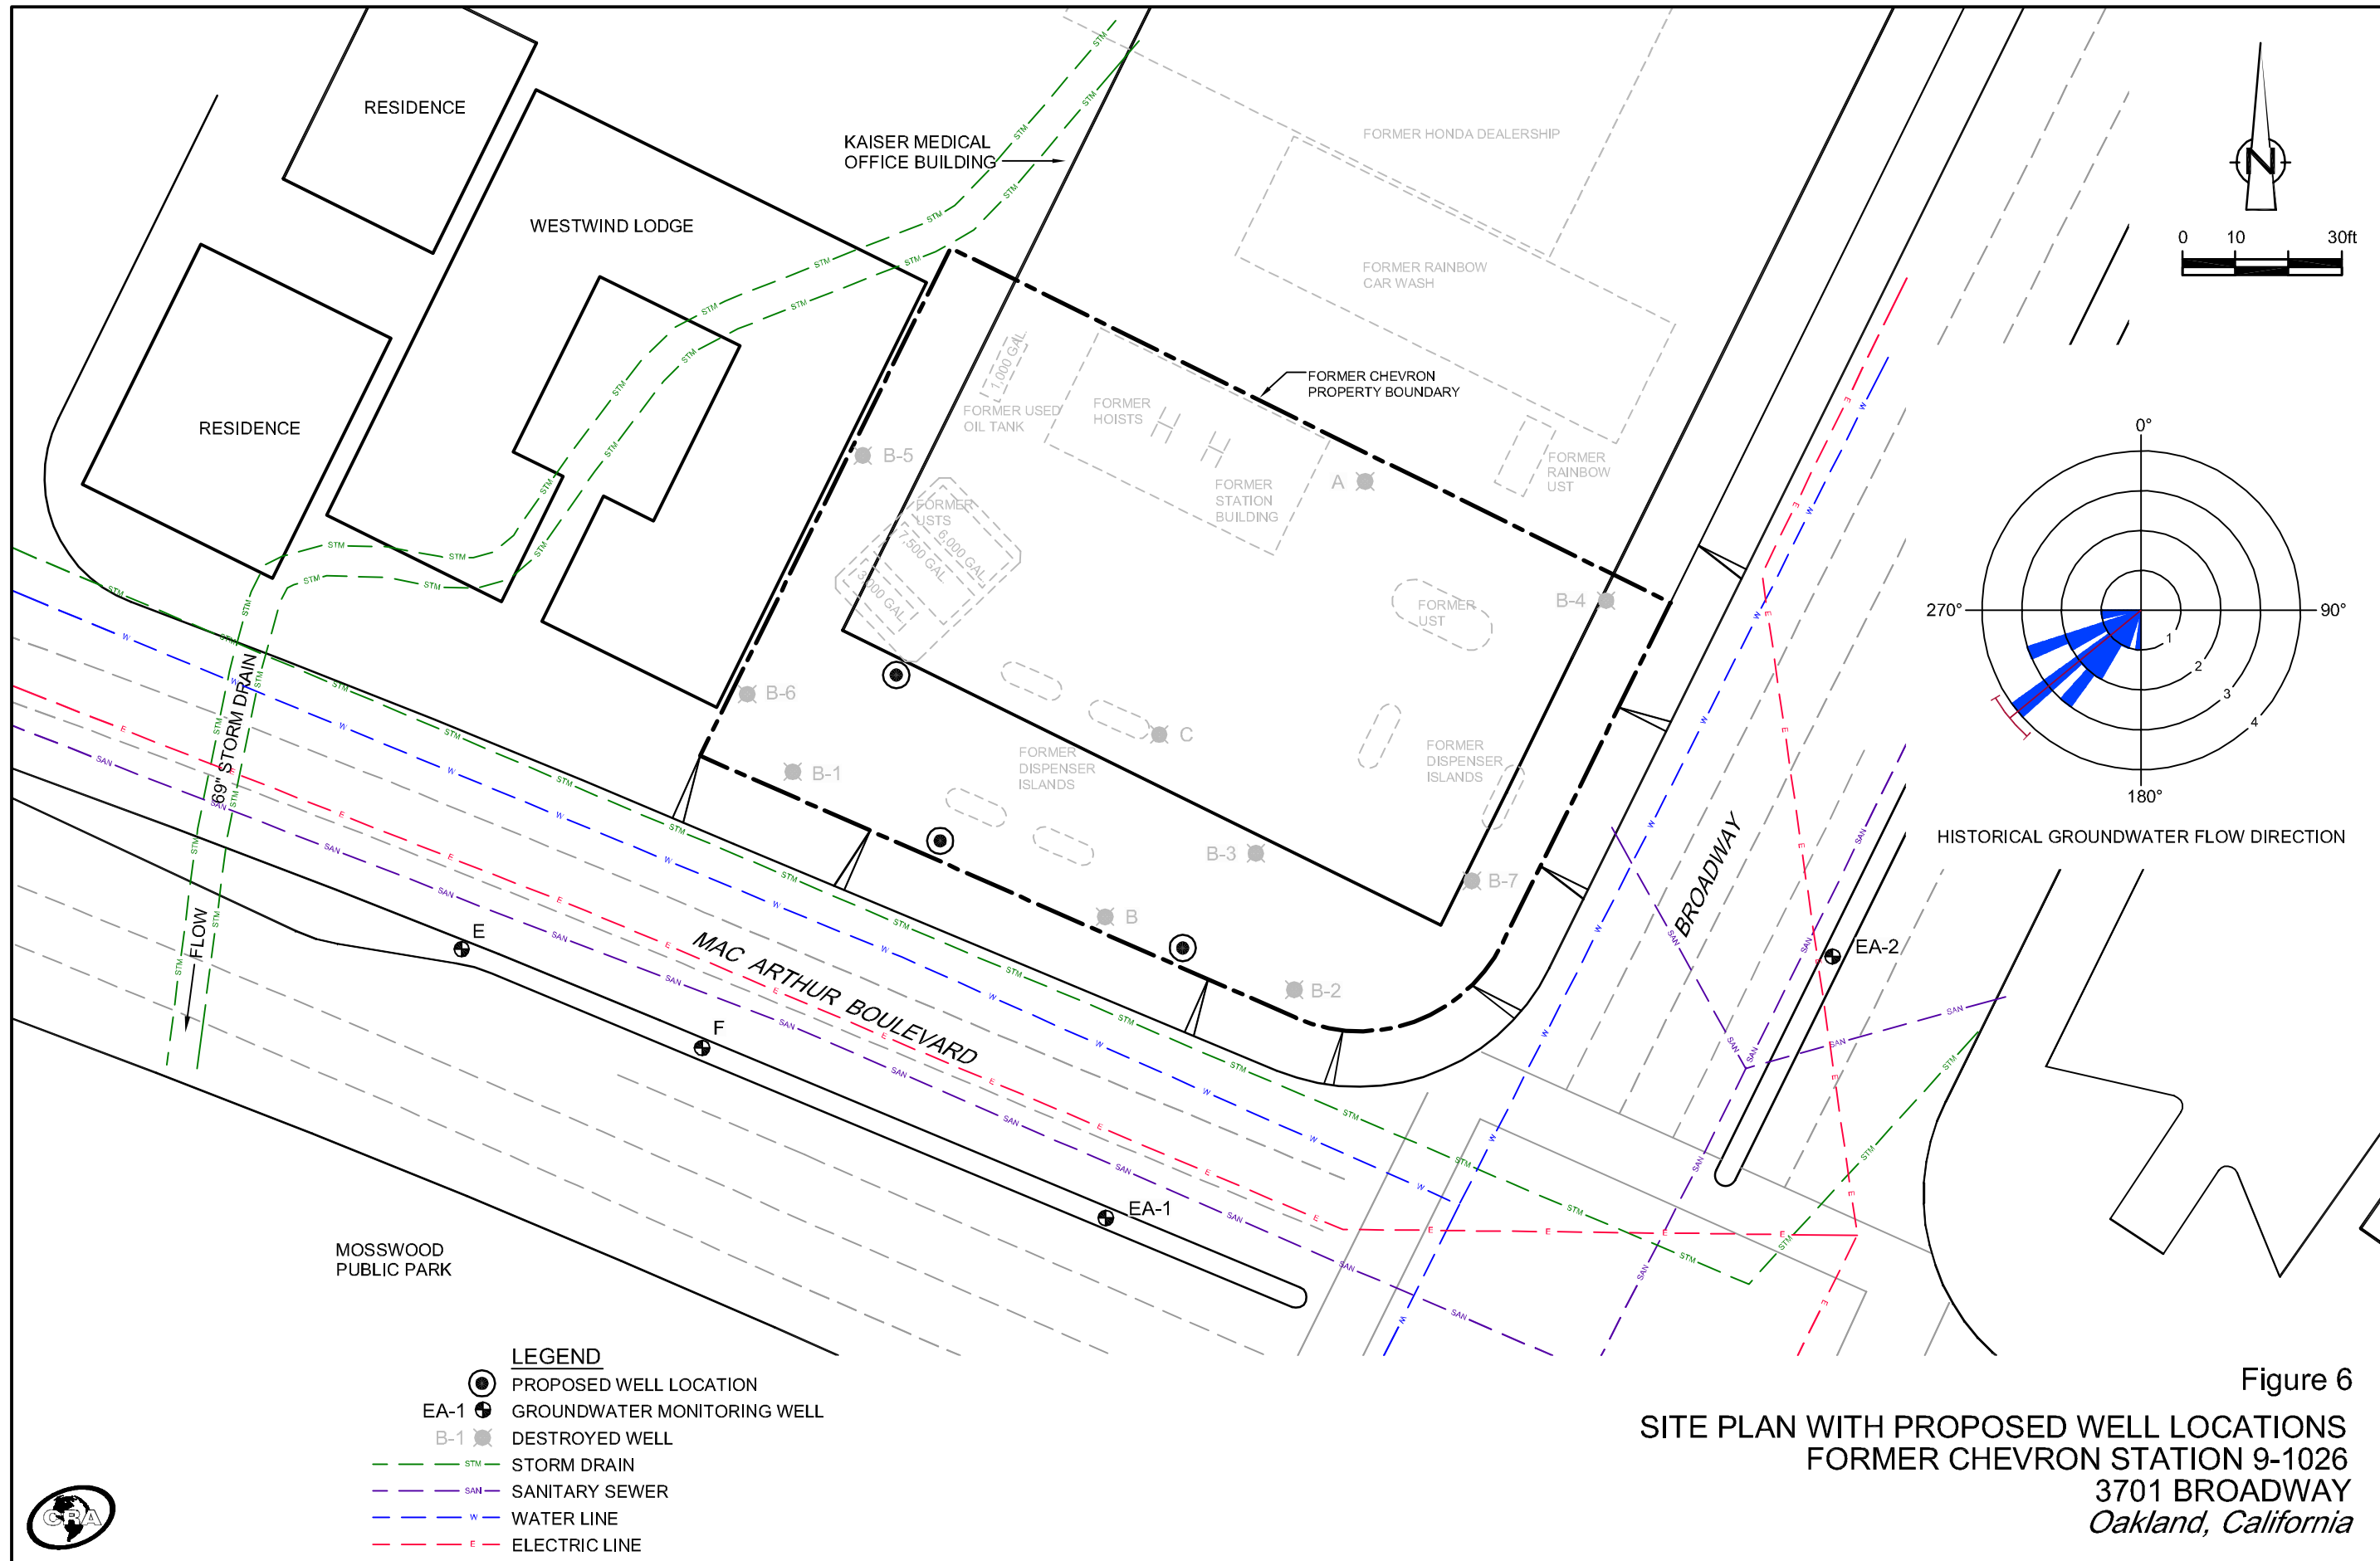 RESIDENCE
KAISER MEDICAL
OFFICE BUILDING
WESTWIND LODGE
RESIDENCE
FORMER HONDA DEALERSHIP
FORMER RAINBOW
CAR WASH
N
0 10 30ft
FORMER CHEVRON
PROPERTY BOUNDARY
1,000 GAL
FORMER USED
OIL TANK
FORMER
HOISTS
FORMER
STATION
BUILDING
FORMER
RAINBOW
UST
B-5
A
FORMER
USTS
6,000 GAL
7,500 GAL
3,000 GAL
FORMER
UST
B-4
B-6
C
B-1
FORMER
DISPENSER
ISLANDS
FORMER
DISPENSER
ISLANDS
B-3
B-7
B
B-2
0°
270°
90°
180°
1
2
3
4
HISTORICAL GROUNDWATER FLOW DIRECTION
69" STORM DRAIN
FLOW
E
F
EA-1
EA-2
MAC ARTHUR BOULEVARD
BROADWAY
STM
SAN
W
E
MOSSWOOD
PUBLIC PARK
LEGEND
PROPOSED WELL LOCATION
EA-1 GROUNDWATER MONITORING WELL
B-1 DESTROYED WELL
STM STORM DRAIN
SAN SANITARY SEWER
W WATER LINE
E ELECTRIC LINE
CRA
Figure 6
SITE PLAN WITH PROPOSED WELL LOCATIONS
FORMER CHEVRON STATION 9-1026
3701 BROADWAY
Oakland, California